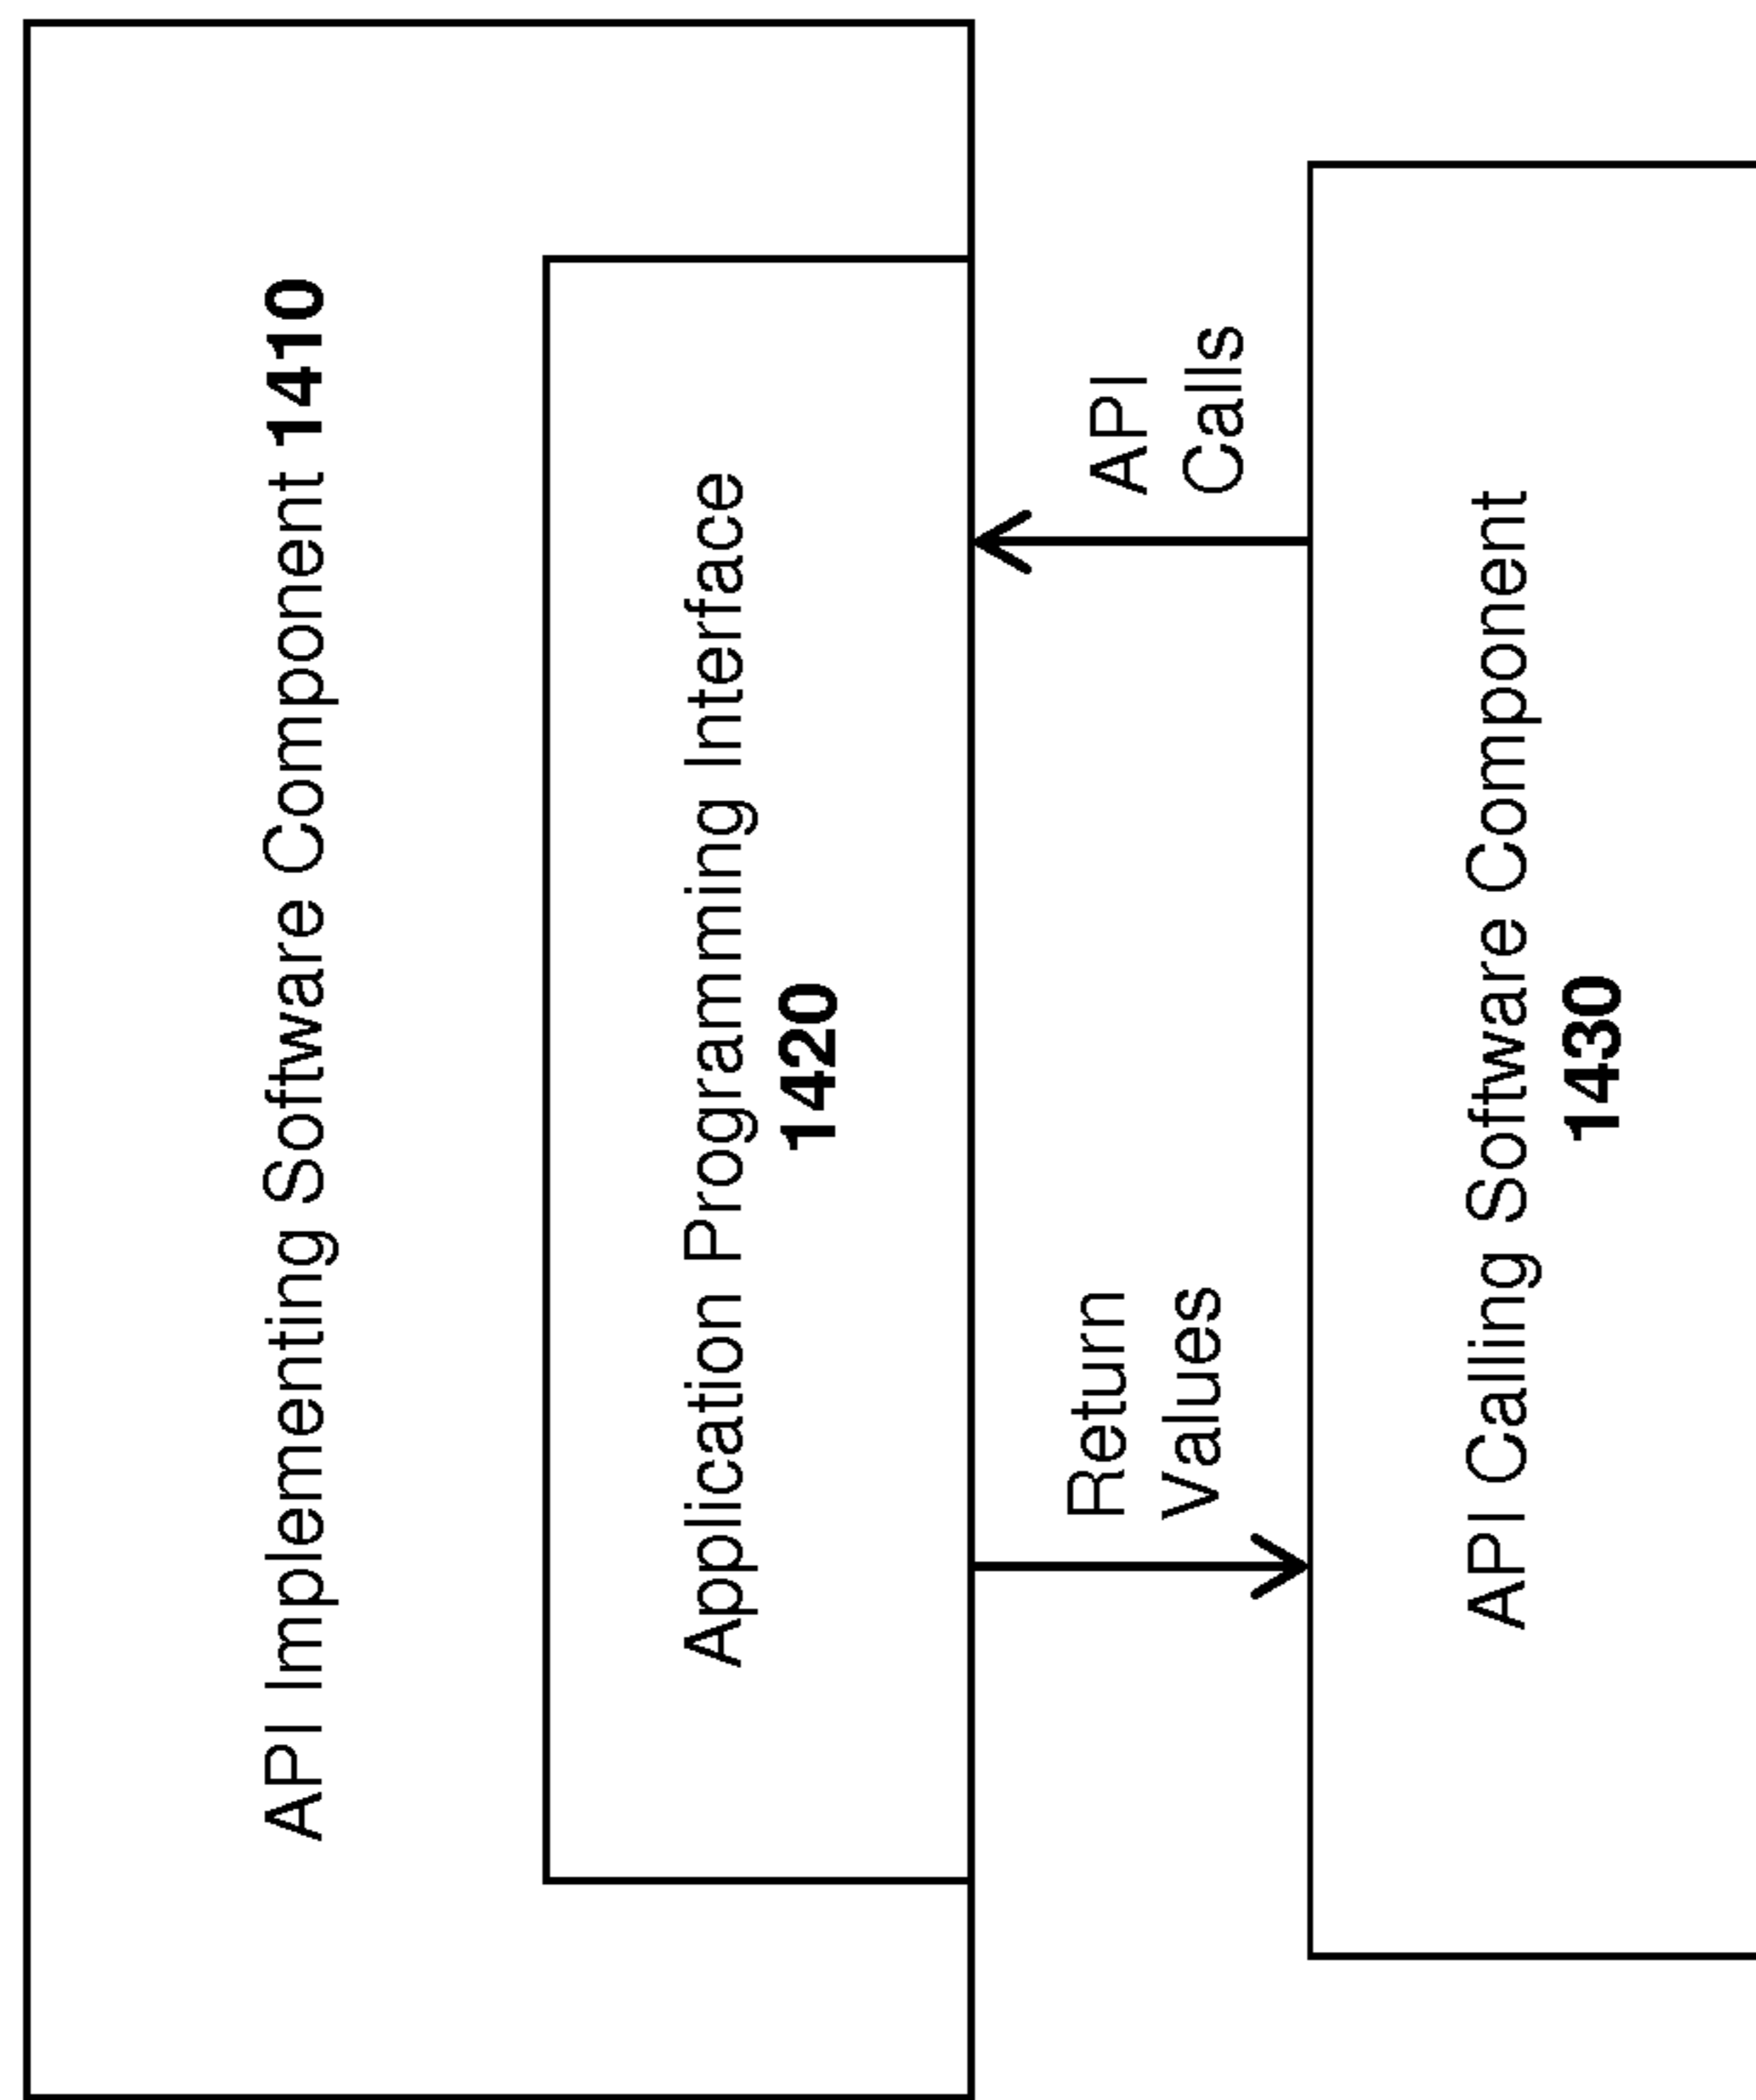 API Implementing Software Component 1410
Application Programming Interface
1420
Return
Values
API
Calls
API Calling Software Component
1430